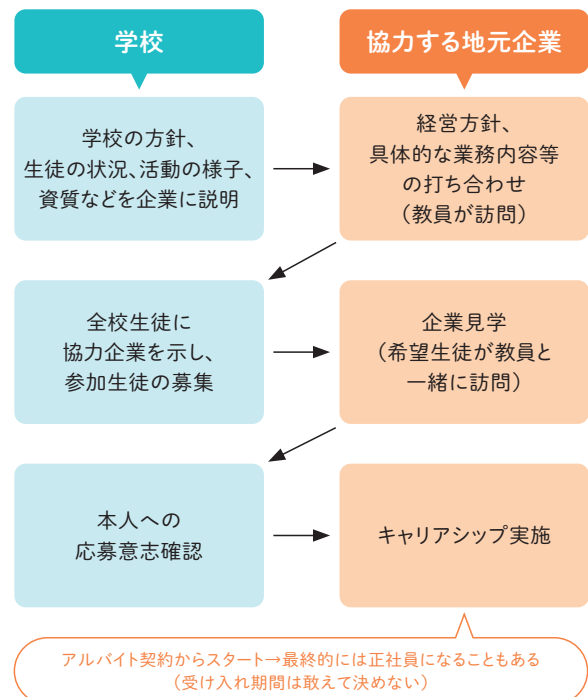 学校
協力する地元企業
学校の方針、
生徒の状況、活動の様子、
資質などを企業に説明
経営方針、
具体的な業務内容等
の打ち合わせ
（教員が訪問）
全校生徒に
協力企業を示し、
参加生徒の募集
企業見学
（希望生徒が教員と
一緒に訪問）
本人への
応募意志確認
キャリアシップ実施
アルバイト契約からスタート→最終的には正社員になることもある
（受け入れ期間は敢えて決めない）